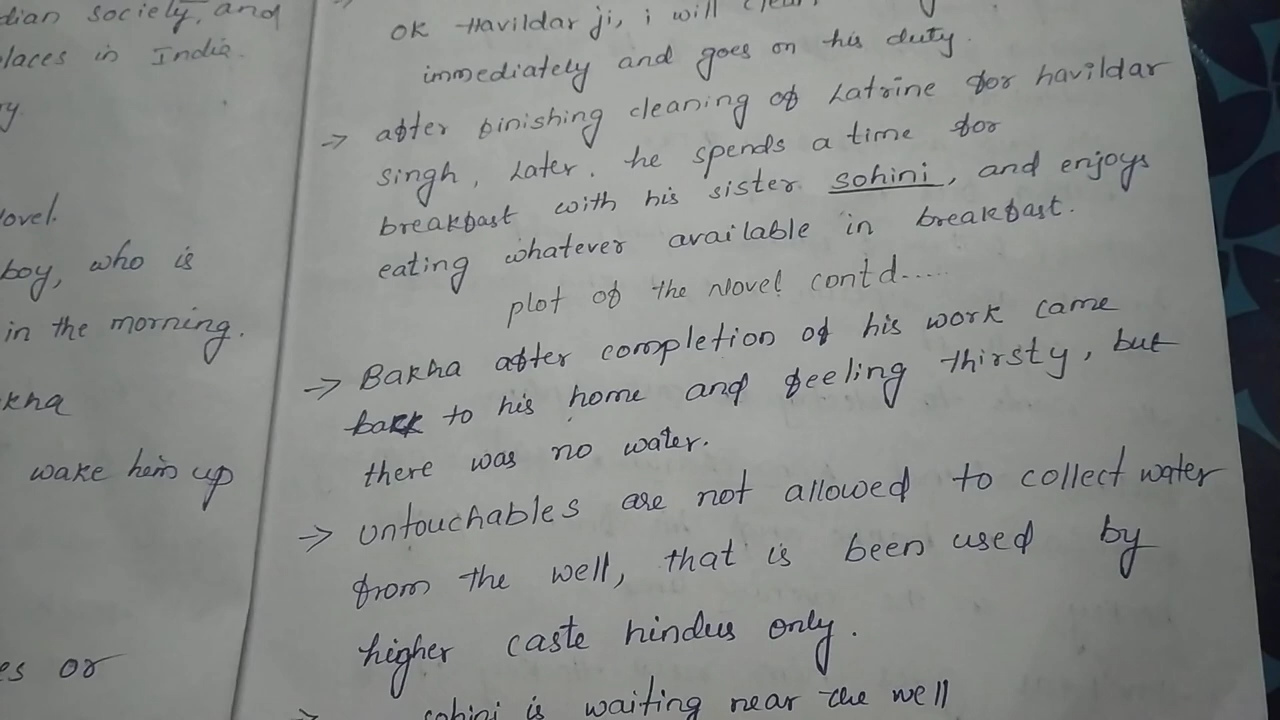 dian society, and
laces in India.
y.
ovel.
boy, who is
in the morning.
kha
wake him up
es or
OK Havildar ji, i will
immediately and goes on his duty.
→ after finishing cleaning of Latrine for havildar
singh, Later. he spends a time for
breakfast with his sister sohini, and enjoys
eating whatever available in breakfast.
plot of the Novel contd.....
→ Bakha after completion of his work came
back to his home and feeling thirsty, but
there was no water.
→ untouchables are not allowed to collect water
from the well, that is been used by
higher caste hindus only.
→ sohini is waiting near the well